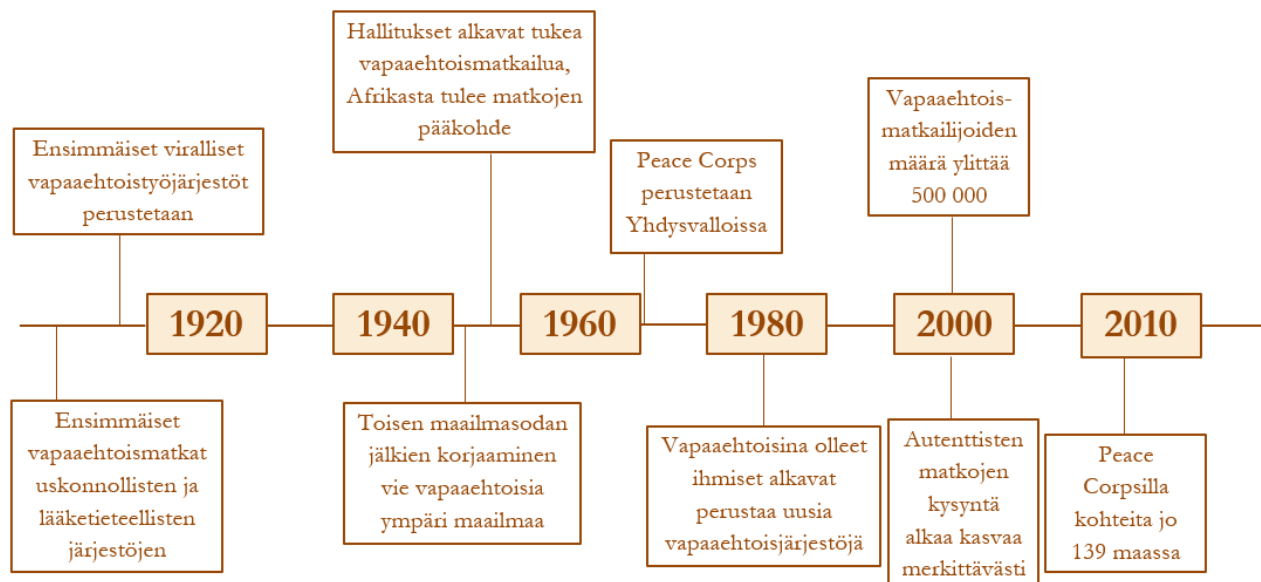 Hallitukset alkavat tukea
vapaaehtoismatkailua,
Afrikasta tulee matkojen
pääkohde
Vapaaehtois-
matkailijoiden
määrä ylittää
500 000
Ensimmäiset viralliset
vapaaehtoistyöjärjestöt
perustetaan
Peace Corps
perustetaan
Yhdysvalloissa
1920
1940
1960
1980
2000
2010
Ensimmäiset
vapaaehtoismatkat
uskonnollisten ja
lääketieteellisten
järjestöjen
Toisen maailmasodan
jälkien korjaaminen
vie vapaaehtoisia
ympäri maailmaa
Vapaaehtoisina olleet
ihmiset alkavat
perustaa uusia
vapaaehtoisjärjestöjä
Autenttisten
matkojen
kysyntä
alkaa kasvaa
merkittävästi
Peace
Corpsilla
kohteita jo
139 maassa